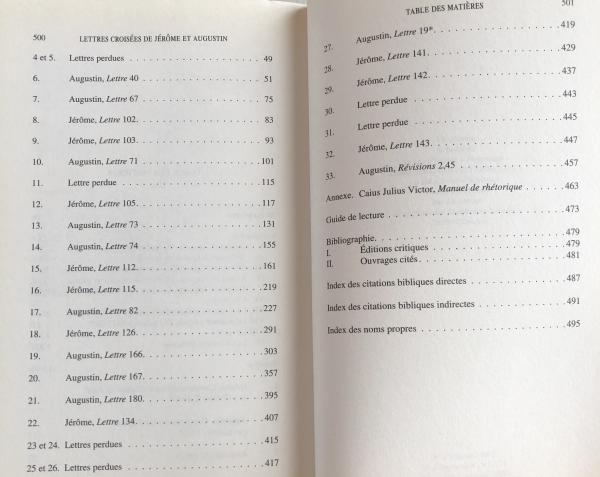 500 LETTRES CROISÉES DE JÉRÔME ET AUGUSTIN
4 et 5. Lettres perdues . . . . . . . . . . . . . . . . . . . . 49
6. Augustin, Lettre 40 . . . . . . . . . . . . . . . . . . 51
7. Augustin, Lettre 67 . . . . . . . . . . . . . . . . . . 75
8. Jérôme, Lettre 102. . . . . . . . . . . . . . . . . . . 83
9. Jérôme, Lettre 103. . . . . . . . . . . . . . . . . . . 93
10. Augustin, Lettre 71 . . . . . . . . . . . . . . . . . . 101
11. Lettre perdue . . . . . . . . . . . . . . . . . . . . . 115
12. Jérôme, Lettre 105. . . . . . . . . . . . . . . . . . . 117
13. Augustin, Lettre 73 . . . . . . . . . . . . . . . . . . 131
14. Augustin, Lettre 74 . . . . . . . . . . . . . . . . . . 155
15. Jérôme, Lettre 112. . . . . . . . . . . . . . . . . . . 161
16. Jérôme, Lettre 115. . . . . . . . . . . . . . . . . . . 219
17. Augustin, Lettre 82 . . . . . . . . . . . . . . . . . . 227
18. Jérôme, Lettre 126. . . . . . . . . . . . . . . . . . . 291
19. Augustin, Lettre 166. . . . . . . . . . . . . . . . . . 303
20. Augustin, Lettre 167. . . . . . . . . . . . . . . . . . 357
21. Augustin, Lettre 180. . . . . . . . . . . . . . . . . . 395
22. Jérôme, Lettre 134. . . . . . . . . . . . . . . . . . . 407
23 et 24. Lettres perdues . . . . . . . . . . . . . . . . . . . . 415
25 et 26. Lettres perdues . . . . . . . . . . . . . . . . . . . . 417
TABLE DES MATIÈRES 501
27. Augustin, Lettre 19*. . . . . . . . . . . . . . . . . . 419
28. Jérôme, Lettre 141. . . . . . . . . . . . . . . . . . . 429
29. Jérôme, Lettre 142. . . . . . . . . . . . . . . . . . . 437
30. Lettre perdue . . . . . . . . . . . . . . . . . . . . . 443
31. Lettre perdue . . . . . . . . . . . . . . . . . . . . . 445
32. Jérôme, Lettre 143. . . . . . . . . . . . . . . . . . . 447
33. Augustin, Révisions 2,45 . . . . . . . . . . . . . . . 457
Annexe. Caius Julius Victor, Manuel de rhétorique . . . . . . 463
Guide de lecture . . . . . . . . . . . . . . . . . . . . . . . 473
Bibliographie. . . . . . . . . . . . . . . . . . . . . . . . . 479
I. Éditions critiques . . . . . . . . . . . . . . . . . . 479
II. Ouvrages cités. . . . . . . . . . . . . . . . . . . . 481
Index des citations bibliques directes . . . . . . . . . . . . 487
Index des citations bibliques indirectes . . . . . . . . . . . 491
Index des noms propres . . . . . . . . . . . . . . . . . . . . 495